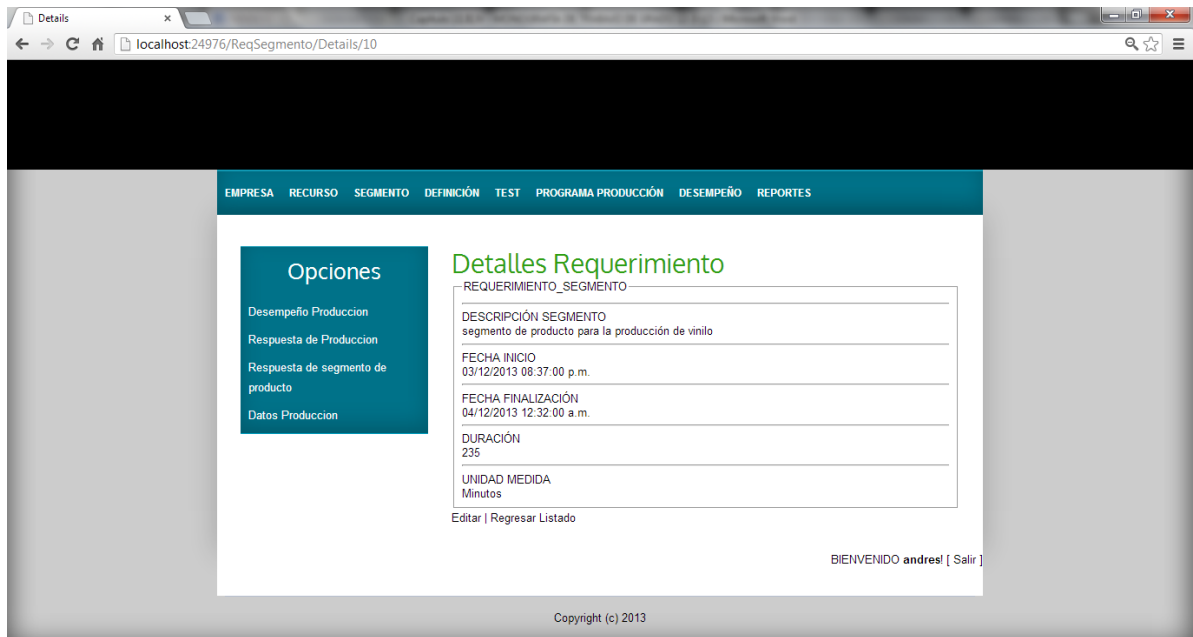 Details
localhost:24976/ReqSegmento/Details/10
EMPRESA RECURSO SEGMENTO DEFINICIÓN TEST PROGRAMA PRODUCCIÓN DESEMPEÑO REPORTES
Opciones
Desempeño Produccion
Respuesta de Produccion
Respuesta de segmento de
producto
Datos Produccion
Detalles Requerimiento
REQUERIMIENTO_SEGMENTO
DESCRIPCIÓN SEGMENTO
segmento de producto para la producción de vinilo
FECHA INICIO
03/12/2013 08:37:00 p.m.
FECHA FINALIZACIÓN
04/12/2013 12:32:00 a.m.
DURACIÓN
235
UNIDAD MEDIDA
Minutos
Editar | Regresar Listado
BIENVENIDO andres! [ Salir ]
Copyright (c) 2013